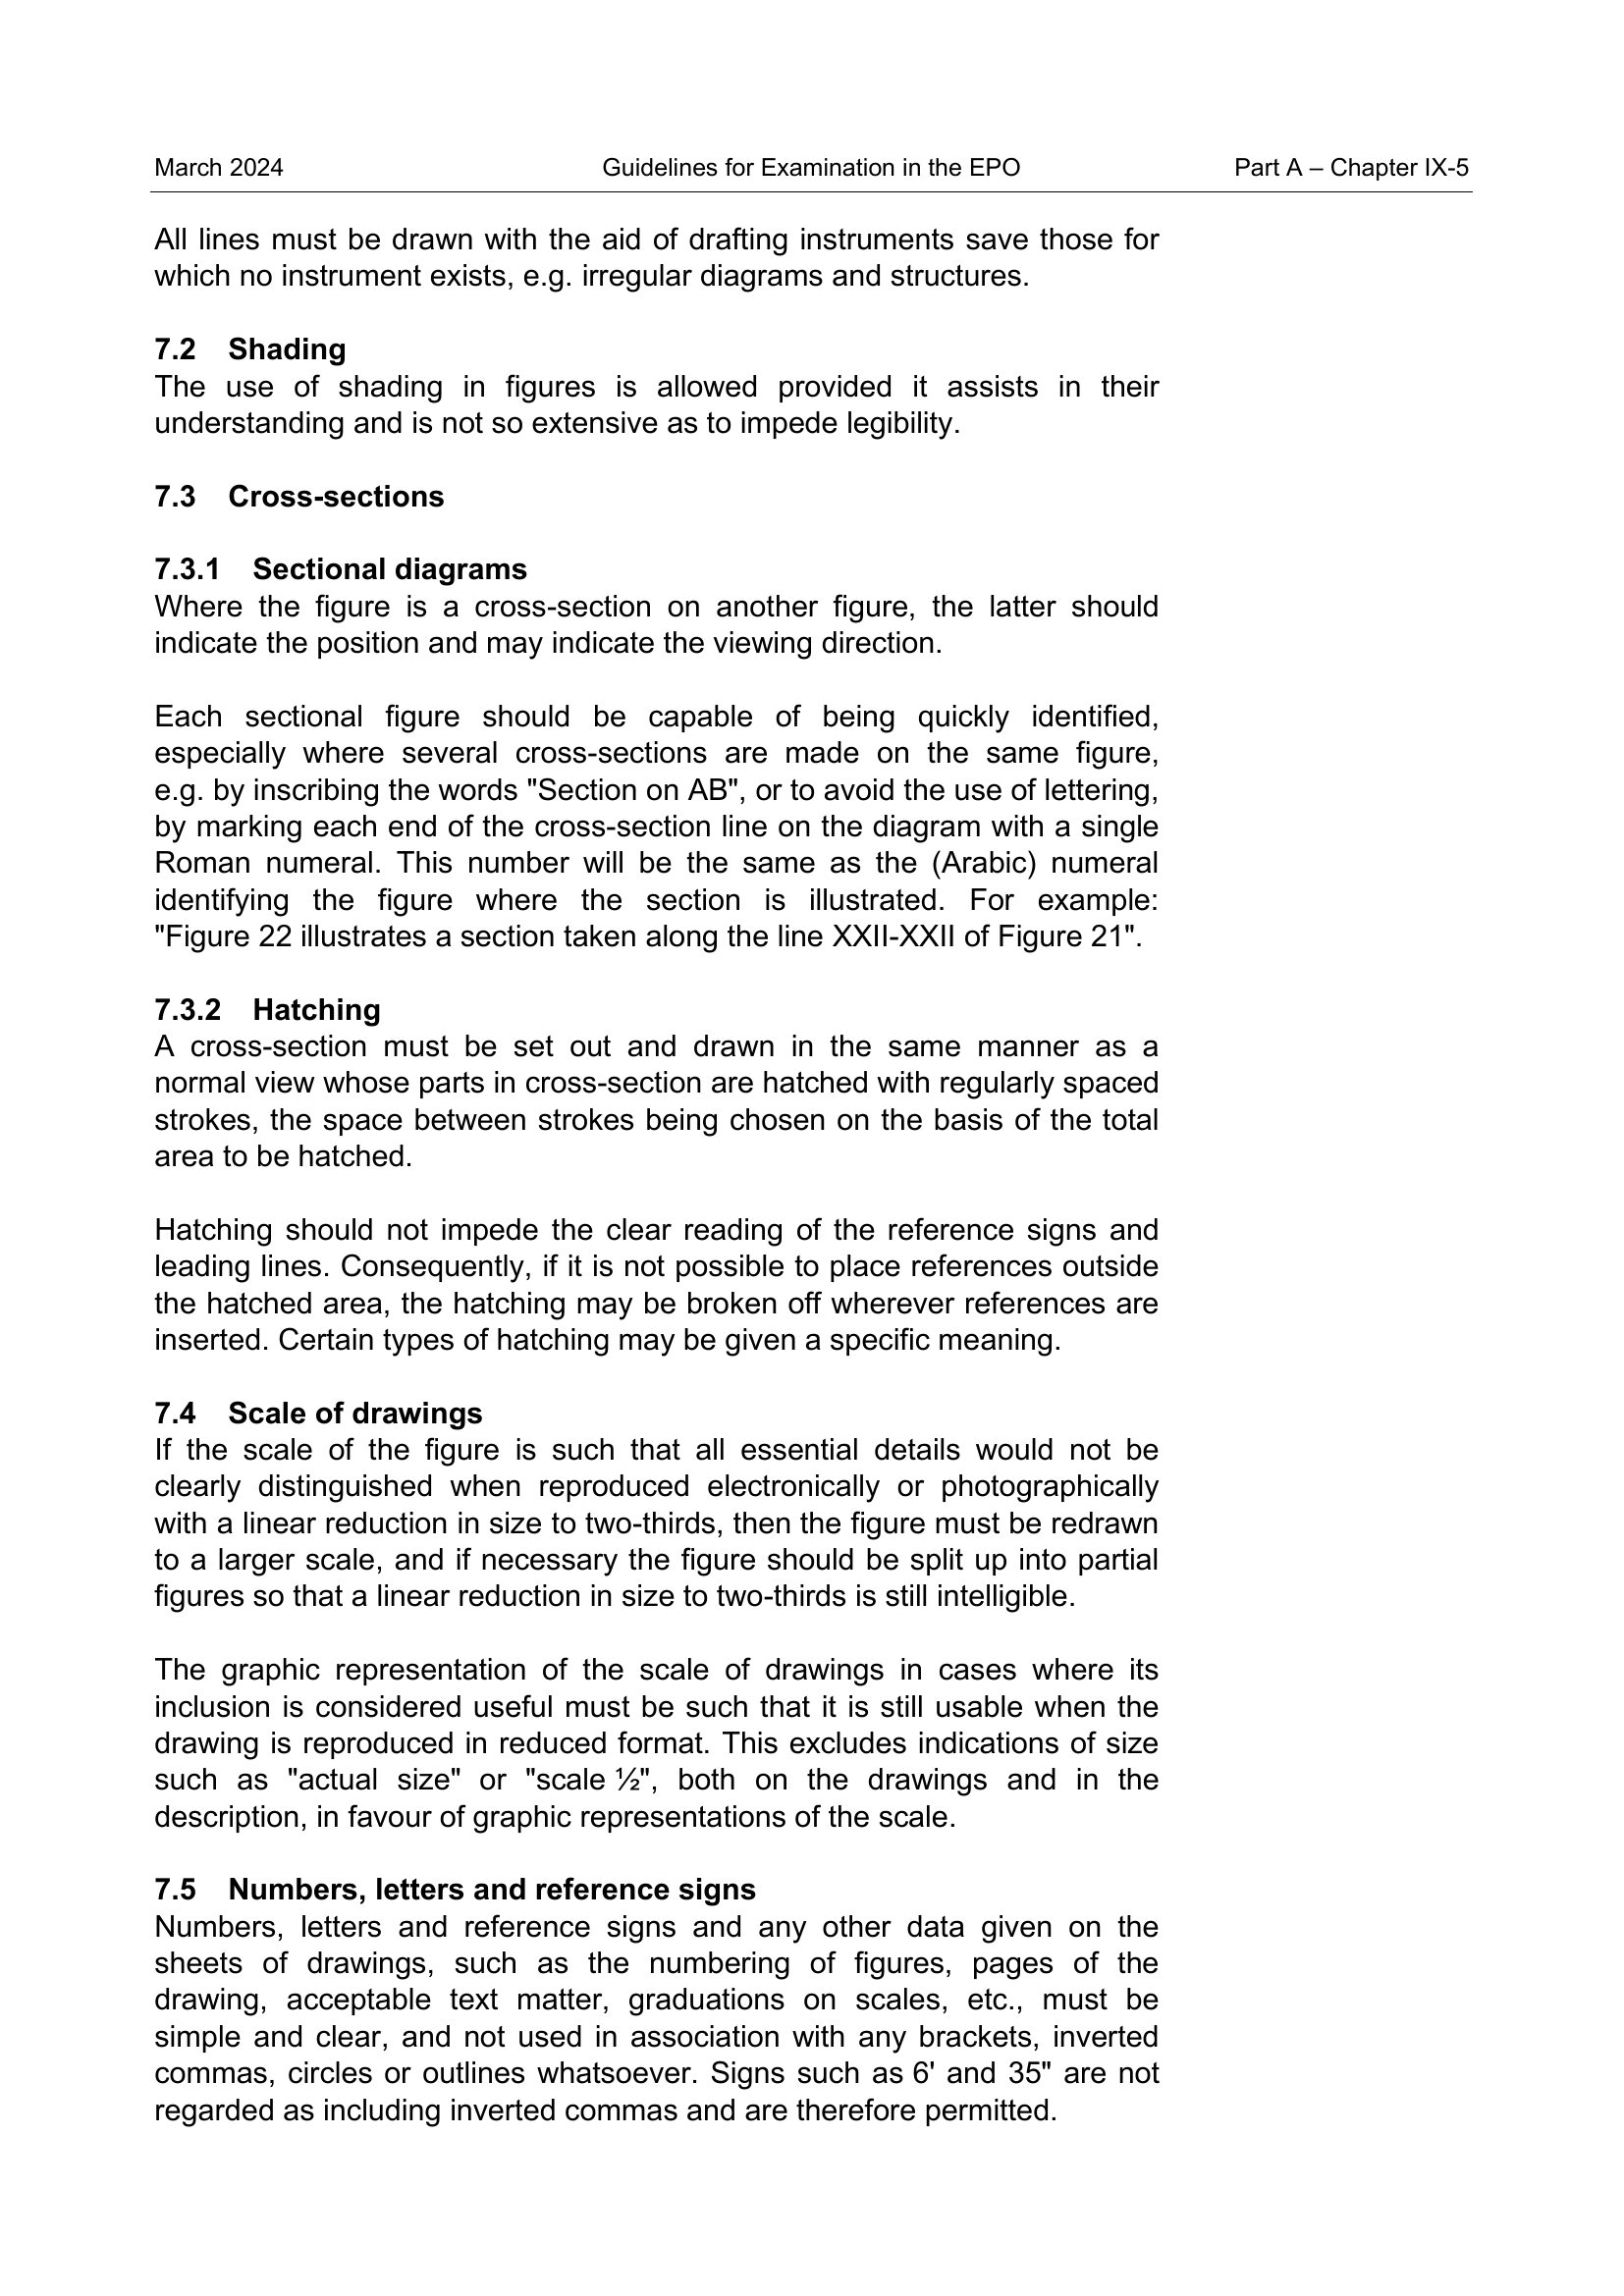 March 2024 Guidelines for Examination in the EPO Part A – Chapter IX-5
All lines must be drawn with the aid of drafting instruments save those for
which no instrument exists, e.g. irregular diagrams and structures.
7.2 Shading
The use of shading in figures is allowed provided it assists in their
understanding and is not so extensive as to impede legibility.
7.3 Cross-sections
7.3.1 Sectional diagrams
Where the figure is a cross-section on another figure, the latter should
indicate the position and may indicate the viewing direction.
Each sectional figure should be capable of being quickly identified,
especially where several cross-sections are made on the same figure,
e.g. by inscribing the words "Section on AB", or to avoid the use of lettering,
by marking each end of the cross-section line on the diagram with a single
Roman numeral. This number will be the same as the (Arabic) numeral
identifying the figure where the section is illustrated. For example:
"Figure 22 illustrates a section taken along the line XXII-XXII of Figure 21".
7.3.2 Hatching
A cross-section must be set out and drawn in the same manner as a
normal view whose parts in cross-section are hatched with regularly spaced
strokes, the space between strokes being chosen on the basis of the total
area to be hatched.
Hatching should not impede the clear reading of the reference signs and
leading lines. Consequently, if it is not possible to place references outside
the hatched area, the hatching may be broken off wherever references are
inserted. Certain types of hatching may be given a specific meaning.
7.4 Scale of drawings
If the scale of the figure is such that all essential details would not be
clearly distinguished when reproduced electronically or photographically
with a linear reduction in size to two-thirds, then the figure must be redrawn
to a larger scale, and if necessary the figure should be split up into partial
figures so that a linear reduction in size to two-thirds is still intelligible.
The graphic representation of the scale of drawings in cases where its
inclusion is considered useful must be such that it is still usable when the
drawing is reproduced in reduced format. This excludes indications of size
such as "actual size" or "scale ½", both on the drawings and in the
description, in favour of graphic representations of the scale.
7.5 Numbers, letters and reference signs
Numbers, letters and reference signs and any other data given on the
sheets of drawings, such as the numbering of figures, pages of the
drawing, acceptable text matter, graduations on scales, etc., must be
simple and clear, and not used in association with any brackets, inverted
commas, circles or outlines whatsoever. Signs such as 6' and 35" are not
regarded as including inverted commas and are therefore permitted.